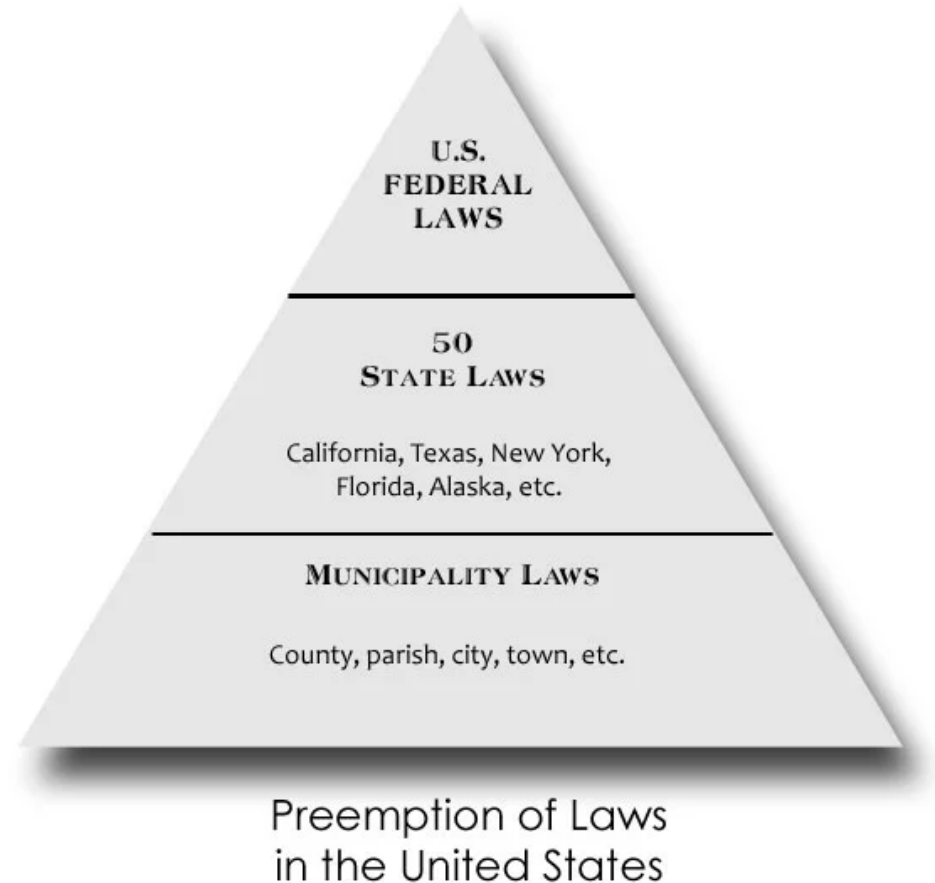 U.S.
FEDERAL
LAWS
50
STATE LAWS
California, Texas, New York,
Florida, Alaska, etc.
MUNICIPALITY LAWS
County, parish, city, town, etc.
Preemption of Laws
in the United States